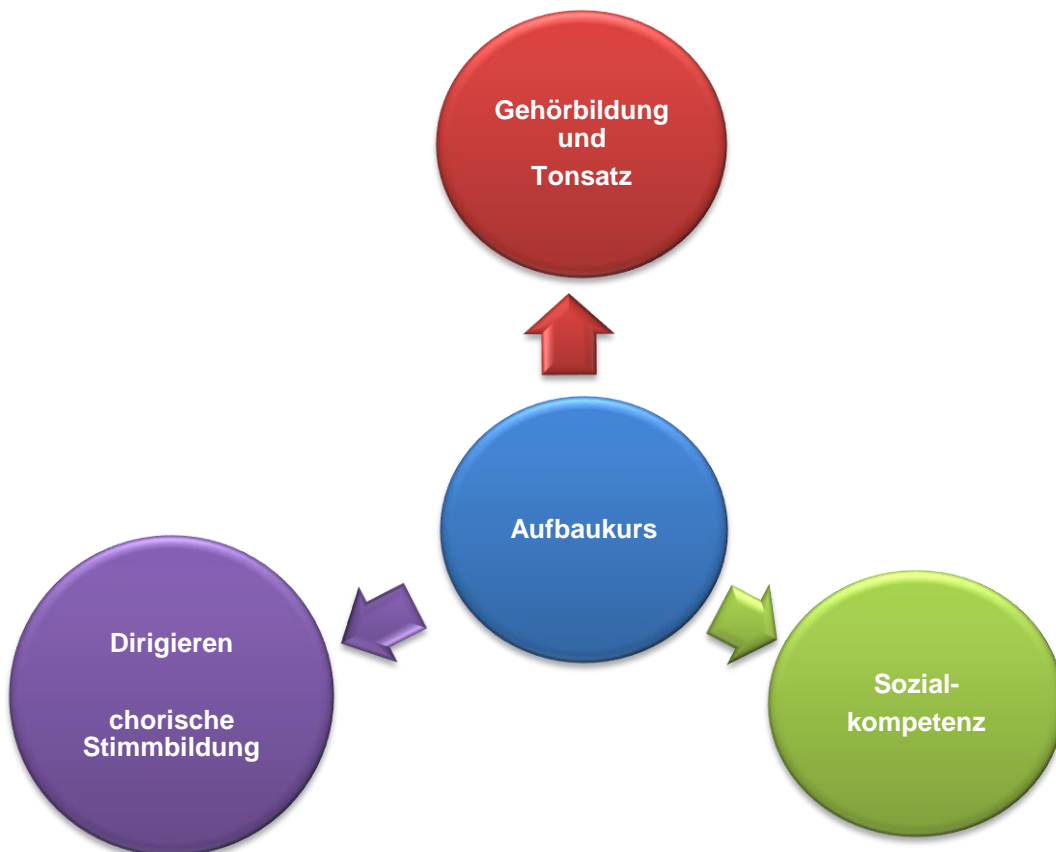 Gehörbildung
und
Tonsatz
Aufbaukurs
Dirigieren
chorische
Stimmbildung
Sozial-
kompetenz